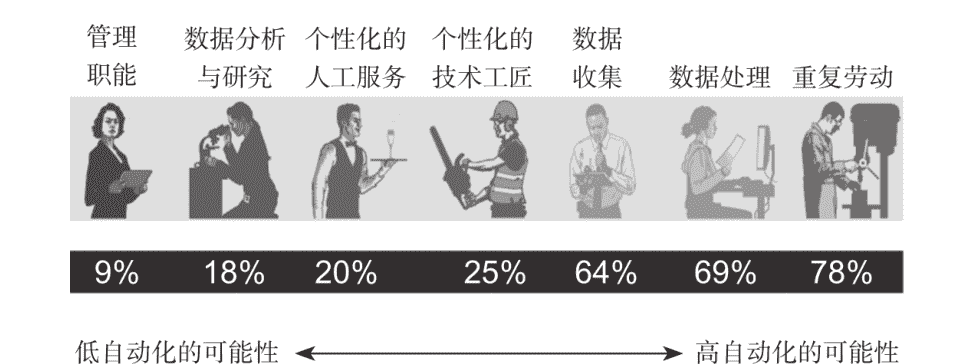 管理 数据分析 个性化的 个性化的 数据
职能 与研究 人工服务 技术工匠 收集 数据处理 重复劳动
9% 18% 20% 25% 64% 69% 78%
低自动化的可能性 高自动化的可能性